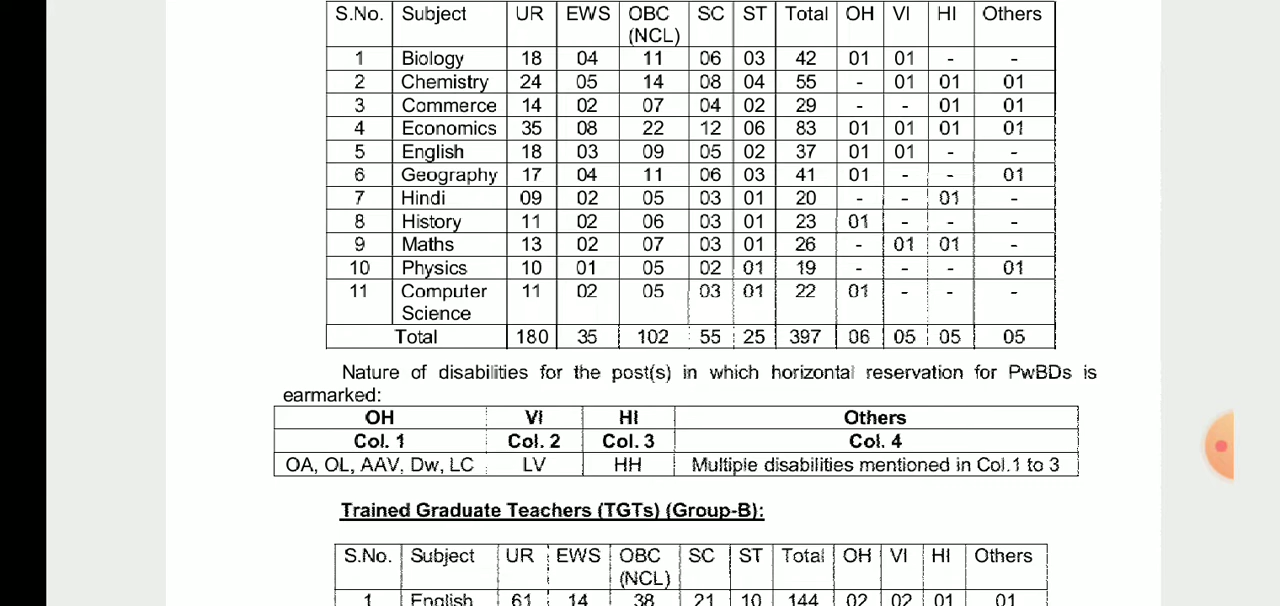 S.No. Subject UR EWS OBC (NCL) SC ST Total OH VI HI Others
1 Biology 18 04 11 06 03 42 01 01 - -
2 Chemistry 24 05 14 08 04 55 - 01 01 01
3 Commerce 14 02 07 04 02 29 - - 01 01
4 Economics 35 08 22 12 06 83 01 01 01 01
5 English 18 03 09 05 02 37 01 01 - -
6 Geography 17 04 11 06 03 41 01 - - 01
7 Hindi 09 02 05 03 01 20 - - 01 -
8 History 11 02 06 03 01 23 01 - - -
9 Maths 13 02 07 03 01 26 - 01 01 -
10 Physics 10 01 05 02 01 19 - - - 01
11 Computer Science 11 02 05 03 01 22 01 - - -
Total 180 35 102 55 25 397 06 05 05 05
Nature of disabilities for the post(s) in which horizontal reservation for PwBDs is
earmarked:
OH VI HI Others
Col. 1 Col. 2 Col. 3 Col. 4
OA, OL, AAV, Dw, LC LV HH Multiple disabilities mentioned in Col.1 to 3
Trained Graduate Teachers (TGTs) (Group-B):
S.No. Subject UR EWS OBC (NCL) SC ST Total OH VI HI Others
1 English 61 14 38 21 10 144 02 02 01 01